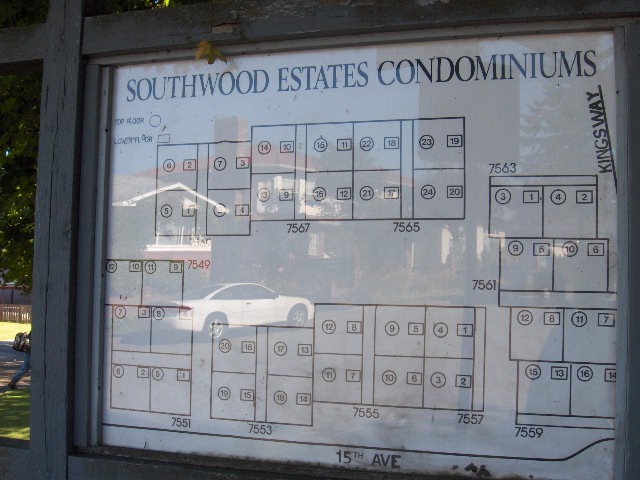 SOUTHWOOD ESTATES CONDOMINIUMS
TOP FLOOR
LOWER FLOOR
KINGSWAY
6 2 7 3 14 10 15 11 22 18 23 19
5 1 8 4 13 9 16 12 21 17 24 20
7567 7565
7549
7563
3 1 4 2
9 5 10 6
7561
12 8 11 7
15 13 16 14
7559
12 10 11 9
7 3 8
6 2 5 1
7551
20 16 17 13
19 15 18 14
7553
12 8 9 5 4 1
11 7 10 6 3 2
7555 7557
15TH AVE